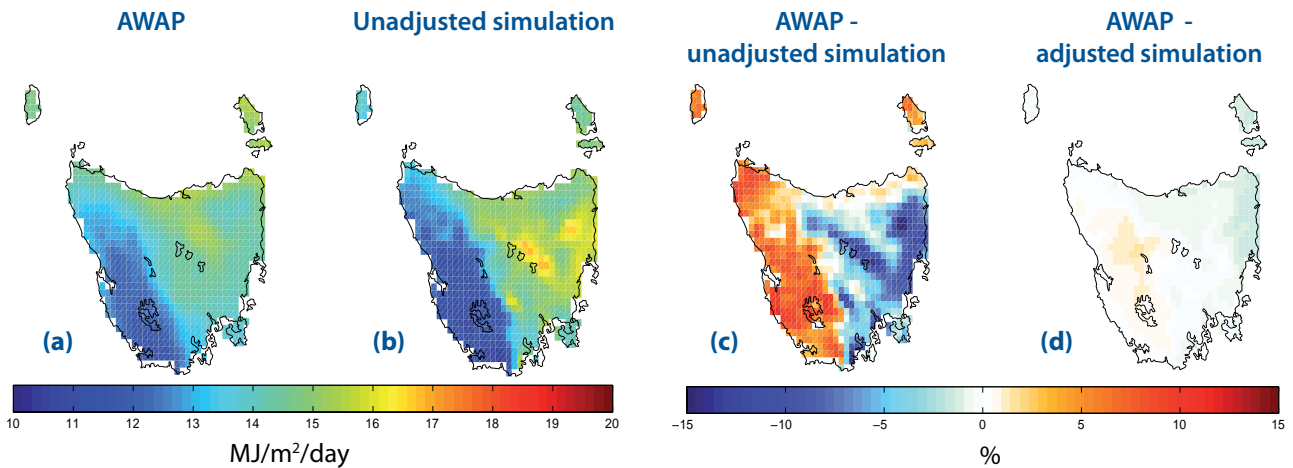 AWAP
Unadjusted simulation
AWAP -
unadjusted simulation
AWAP -
adjusted simulation
(a)
(b)
(c)
(d)
10 11 12 13 14 15 16 17 18 19 20
MJ/m²/day
−15 −10 −5 0 5 10 15
%